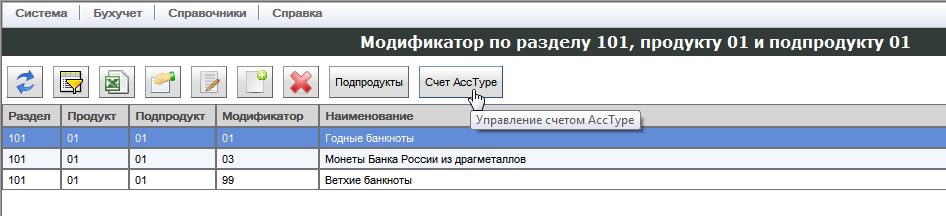 Система Бухучет Справочники Справка
Модификатор по разделу 101, продукту 01 и подпродукту 01
Подпродукты Счет AccType
Управление счетом AccType
Раздел Продукт Подпродукт Модификатор Наименование
101 01 01 01 Годные банкноты
101 01 01 03 Монеты Банка России из драгметаллов
101 01 01 99 Ветхие банкноты